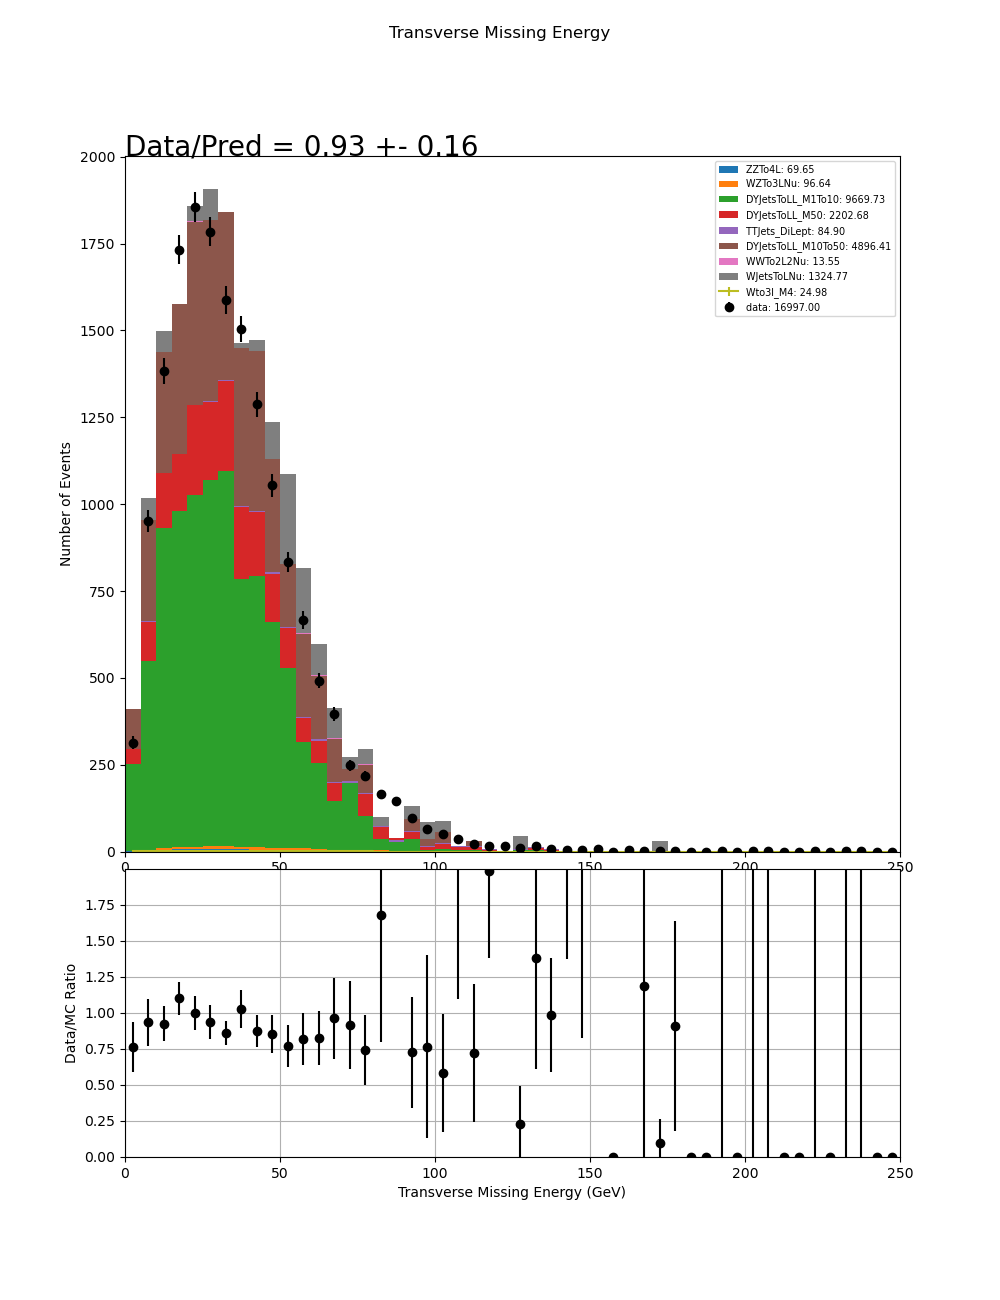 Transverse Missing Energy
Data/Pred = 0.93 +- 0.16
2000
1750
1500
1250
1000
750
500
250
0
Number of Events
ZZTo4L: 69.65
WZTo3LNu: 96.64
DYJetsToLL_M1To10: 9669.73
DYJetsToLL_M50: 2202.68
TTJets_DiLept: 84.90
DYJetsToLL_M10To50: 4896.41
WWTo2L2Nu: 13.55
WJetsToLNu: 1324.77
Wto3l_M4: 24.98
data: 16997.00
0 50 100 150 200 250
1.75
1.50
1.25
1.00
0.75
0.50
0.25
0.00
Data/MC Ratio
0 50 100 150 200 250
Transverse Missing Energy (GeV)